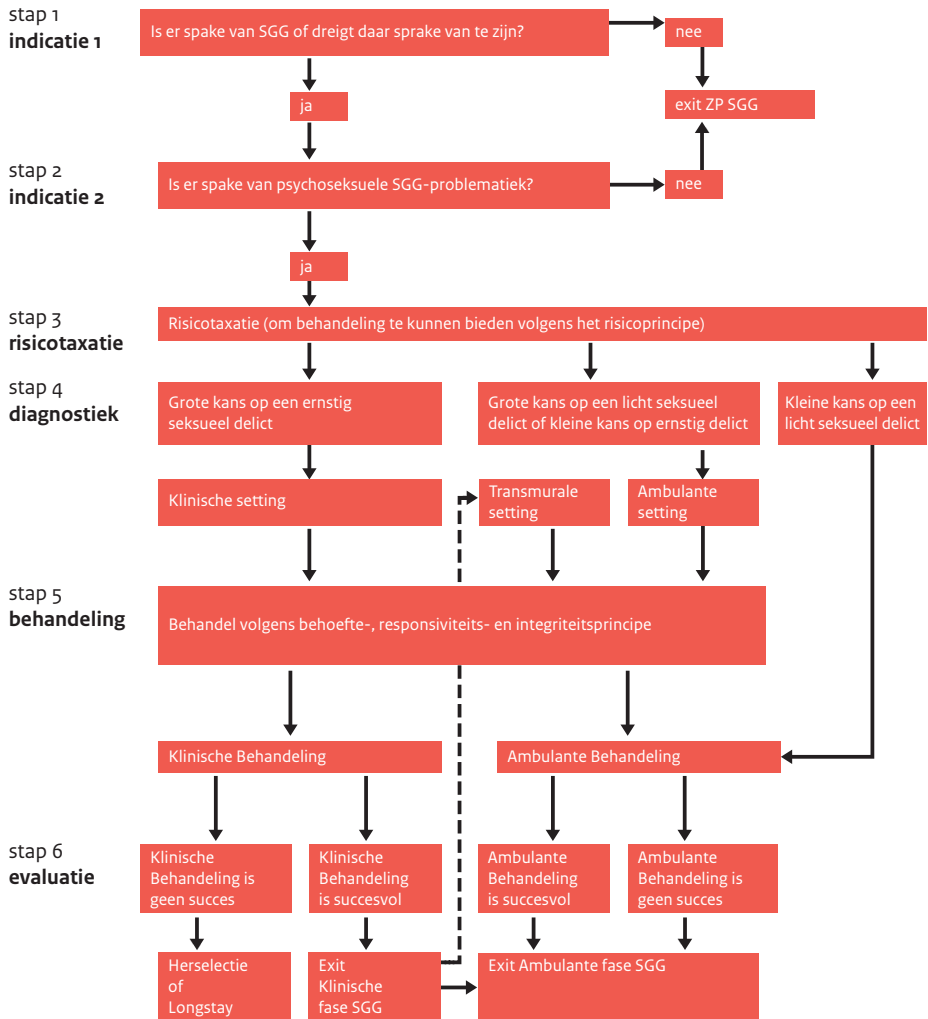 stap 1
indicatie 1
Is er spake van SGG of dreigt daar sprake van te zijn?
nee
ja
exit ZP SGG
stap 2
indicatie 2
Is er spake van psychoseksuele SGG-problematiek?
nee
ja
stap 3
risicotaxatie
Risicotaxatie (om behandeling te kunnen bieden volgens het risicoprincipe)
stap 4
diagnostiek
Grote kans op een ernstig
seksueel delict
Grote kans op een licht seksueel
delict of kleine kans op ernstig delict
Kleine kans op een
licht seksueel delict
Klinische setting
Transmurale
setting
Ambulante
setting
stap 5
behandeling
Behandel volgens behoefte-, responsiviteits- en integriteitsprincipe
Klinische Behandeling
Ambulante Behandeling
stap 6
evaluatie
Klinische
Behandeling is
geen succes
Klinische
Behandeling
is succesvol
Ambulante
Behandeling
is succesvol
Ambulante
Behandeling is
geen succes
Herselectie
of
Longstay
Exit
Klinische
fase SGG
Exit Ambulante fase SGG